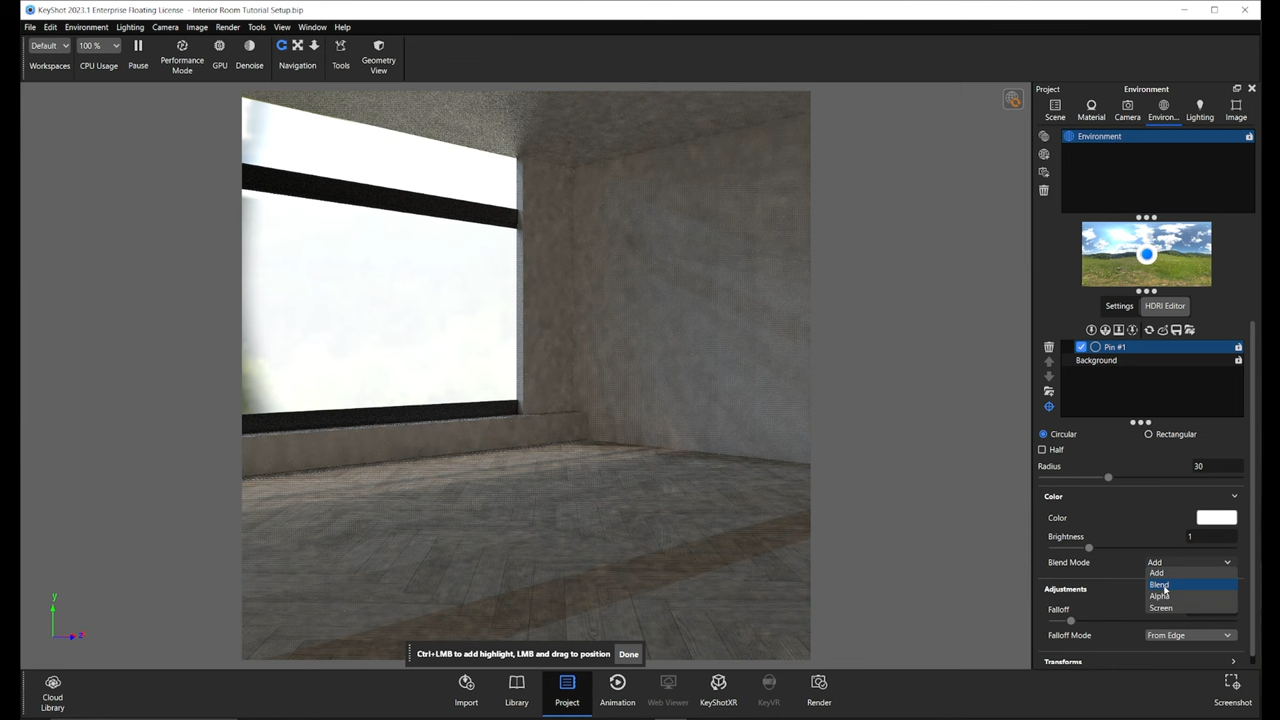 KeyShot 2023.1 Enterprise Floating License - Interior Room Tutorial Setup.bip
File Edit Environment Lighting Camera Image Render Tools View Window Help
Default 100 %
Workspaces CPU Usage Pause Performance Mode GPU Denoise Navigation Tools Geometry View
Project Environment
Scene Material Camera Environ... Lighting Image
Environment
Settings HDRI Editor
Pin #1
Background
Circular Rectangular
Half
Radius 30
Color
Color
Brightness 1
Blend Mode Add
Add
Blend
Alpha
Screen
Adjustments
Falloff
Falloff Mode From Edge
Transforms
y
z
Ctrl+LMB to add highlight, LMB and drag to position Done
Cloud Library Import Library Project Animation Web Viewer KeyShotXR KeyVR Render Screenshot